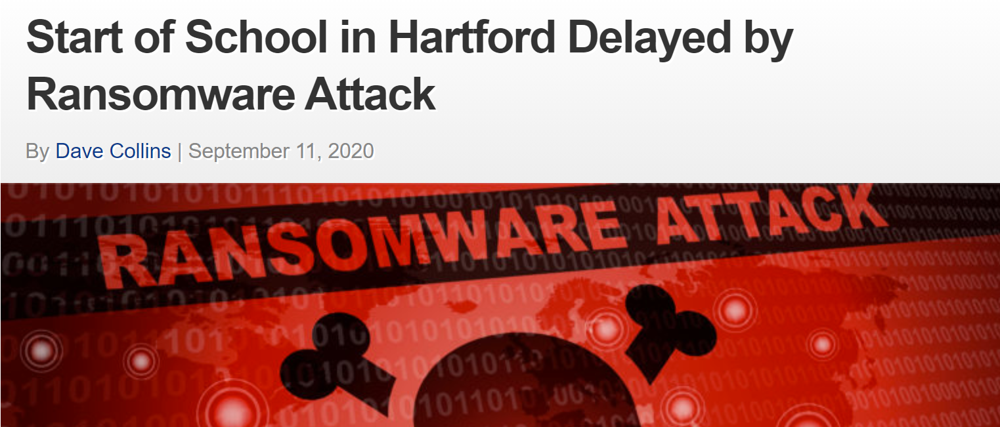 Start of School in Hartford Delayed by
Ransomware Attack
By Dave Collins | September 11, 2020
RANSOMWARE ATTACK